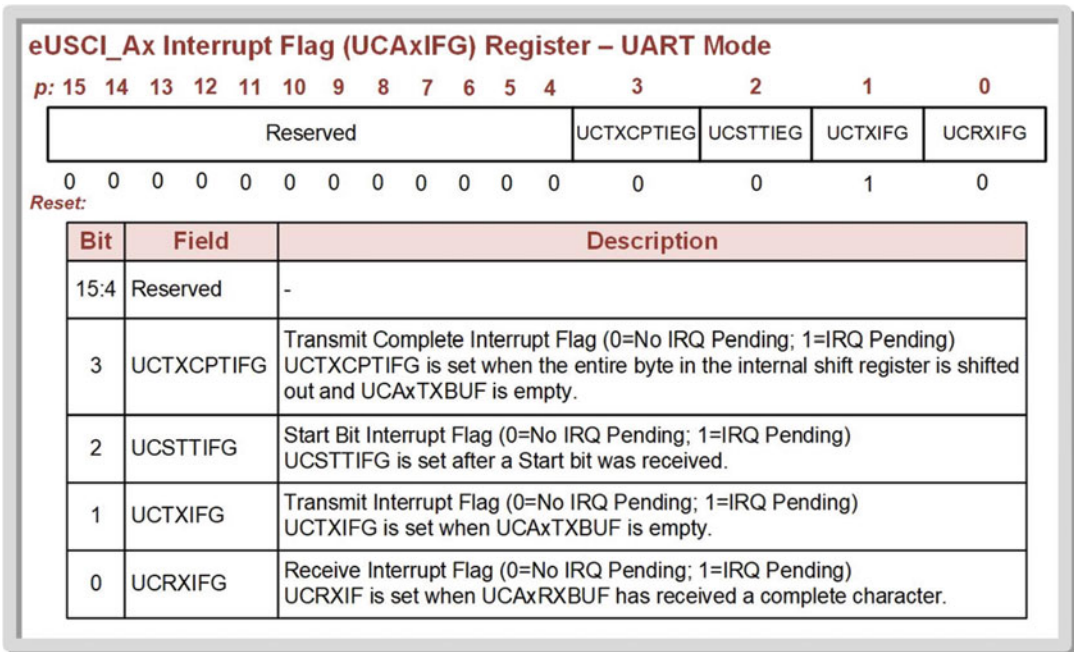 eUSCI_Ax Interrupt Flag (UCAxIFG) Register – UART Mode
p: 15 14 13 12 11 10 9 8 7 6 5 4 3 2 1 0
Reserved UCTXCPTIEG UCSTTIEG UCTXIFG UCRXIFG
0 0 0 0 0 0 0 0 0 0 0 0 0 0 1 0
Reset:
Bit Field Description
15:4 Reserved -
Transmit Complete Interrupt Flag (0=No IRQ Pending; 1=IRQ Pending)
3 UCTXCPTIFG UCTXCPTIFG is set when the entire byte in the internal shift register is shifted
out and UCAxTXBUF is empty.
Start Bit Interrupt Flag (0=No IRQ Pending; 1=IRQ Pending)
2 UCSTTIFG
UCSTTIFG is set after a Start bit was received.
Transmit Interrupt Flag (0=No IRQ Pending; 1=IRQ Pending)
1 UCTXIFG
UCTXIFG is set when UCAxTXBUF is empty.
Receive Interrupt Flag (0=No IRQ Pending; 1=IRQ Pending)
0 UCRXIFG
UCRXIF is set when UCAxRXBUF has received a complete character.